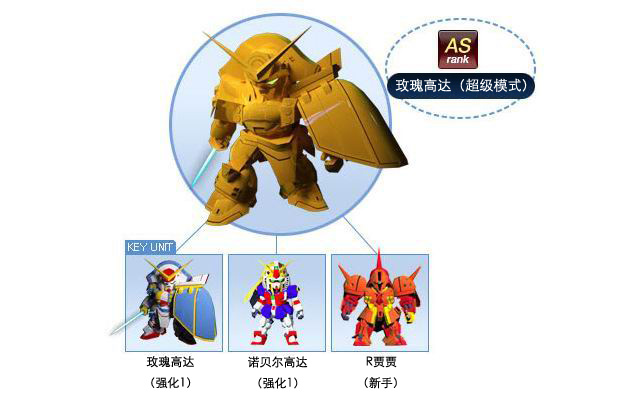 AS
rank
玫瑰高达（超级模式）
KEY UNIT
玫瑰高达
（强化1）
诺贝尔高达
（强化1）
R贾贾
（新手）